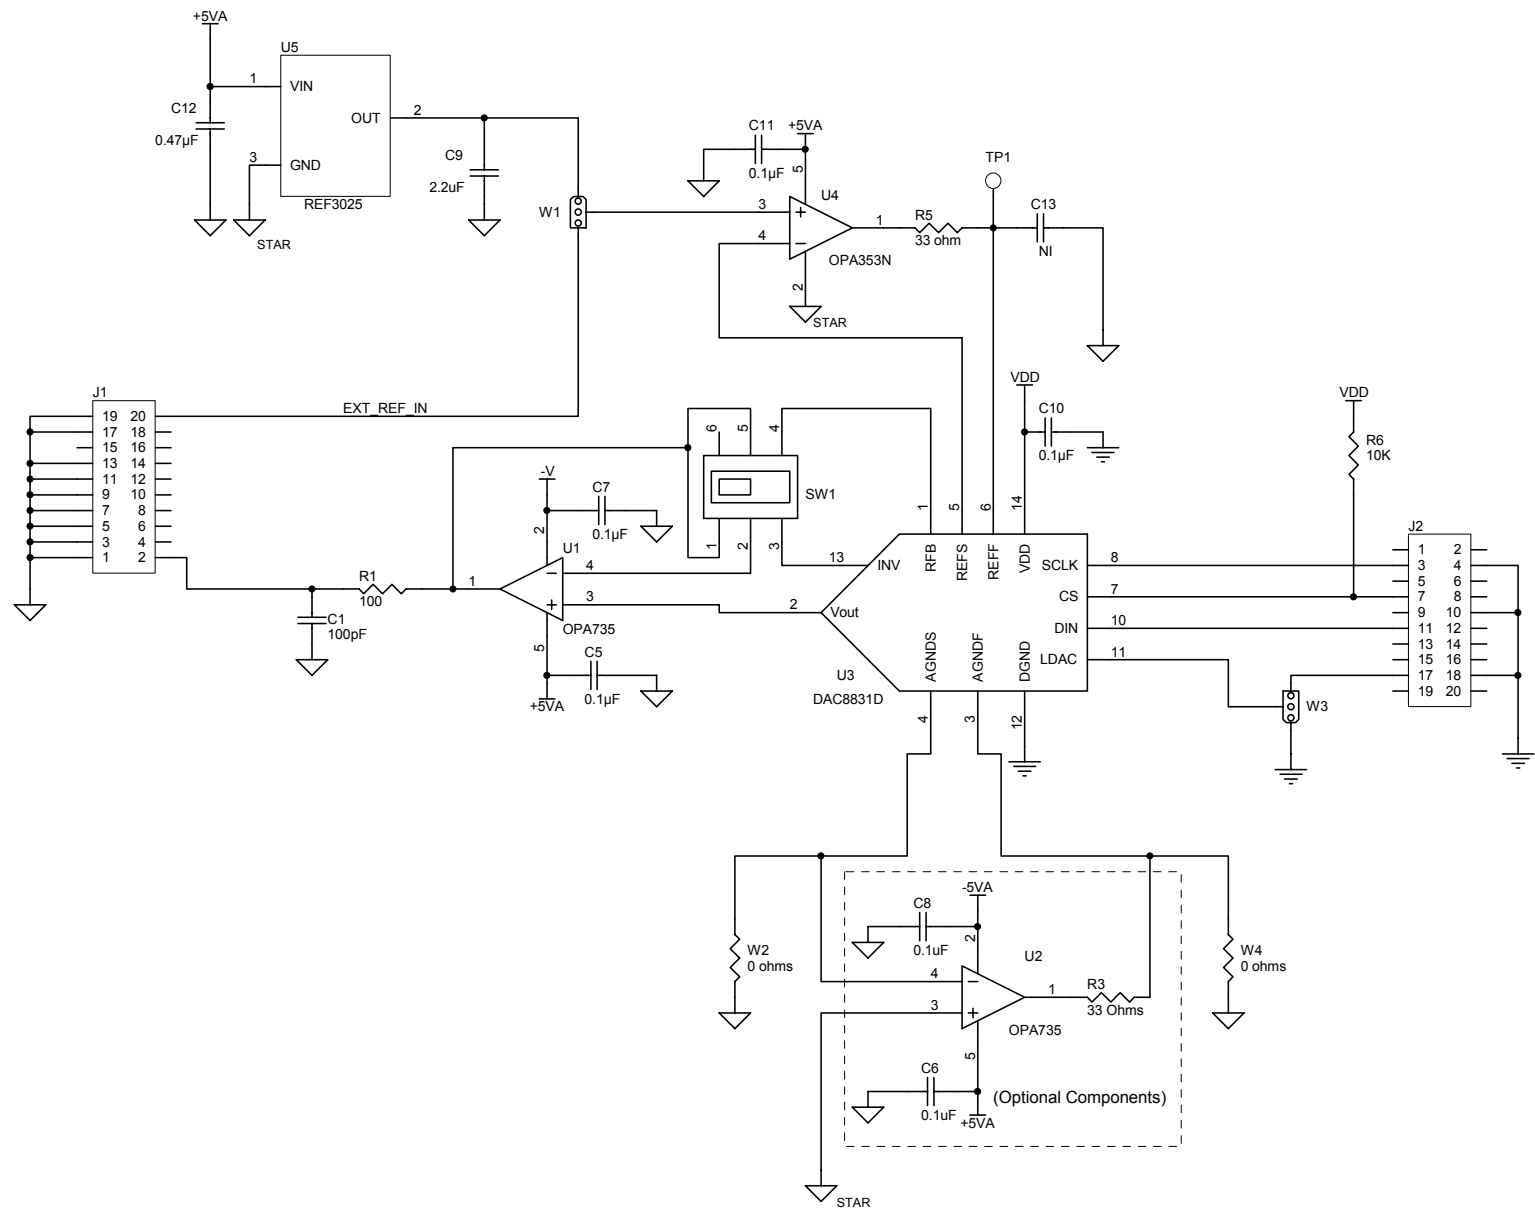 +5VA
U5
1
VIN
C12
0.47µF
OUT
2
3
GND
C9
2.2uF
REF3025
STAR
W1
C11
+5VA
0.1µF
5
U4
3
+
4
–
1
OPA353N
2
STAR
R5
33 ohm
TP1
C13
NI
J1
19 20
17 18
15 16
13 14
11 12
9 10
7 8
5 6
3 4
1 2
EXT_REF_IN
R1
100
C1
100pF
-V
C7
0.1µF
2
U1
1
–
4
+
3
OPA735
5
C5
0.1µF
+5VA
6
5
4
SW1
1
2
3
VDD
C10
0.1µF
1
5
6
14
13
INV
RFB
REFS
REFF
VDD
SCLK
8
CS
7
DIN
10
LDAC
11
2
Vout
AGNDS
AGNDF
DGND
U3
DAC8831D
4
3
12
VDD
R6
10K
J2
1 2
3 4
5 6
7 8
9 10
11 12
13 14
15 16
17 18
19 20
W3
W2
0 ohms
-5VA
C8
0.1uF
2
U2
4
–
3
+
1
R3
33 Ohms
OPA735
5
C6
0.1uF
+5VA
(Optional Components)
W4
0 ohms
STAR